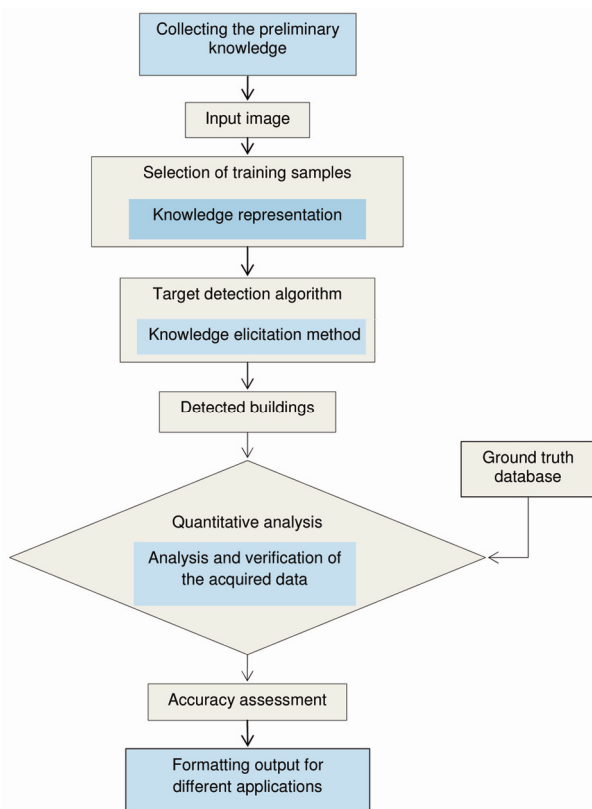 Collecting the preliminary
knowledge
Input image
Selection of training samples
Knowledge representation
Target detection algorithm
Knowledge elicitation method
Detected buildings
Ground truth
database
Quantitative analysis
Analysis and verification of
the acquired data
Accuracy assessment
Formatting output for
different applications